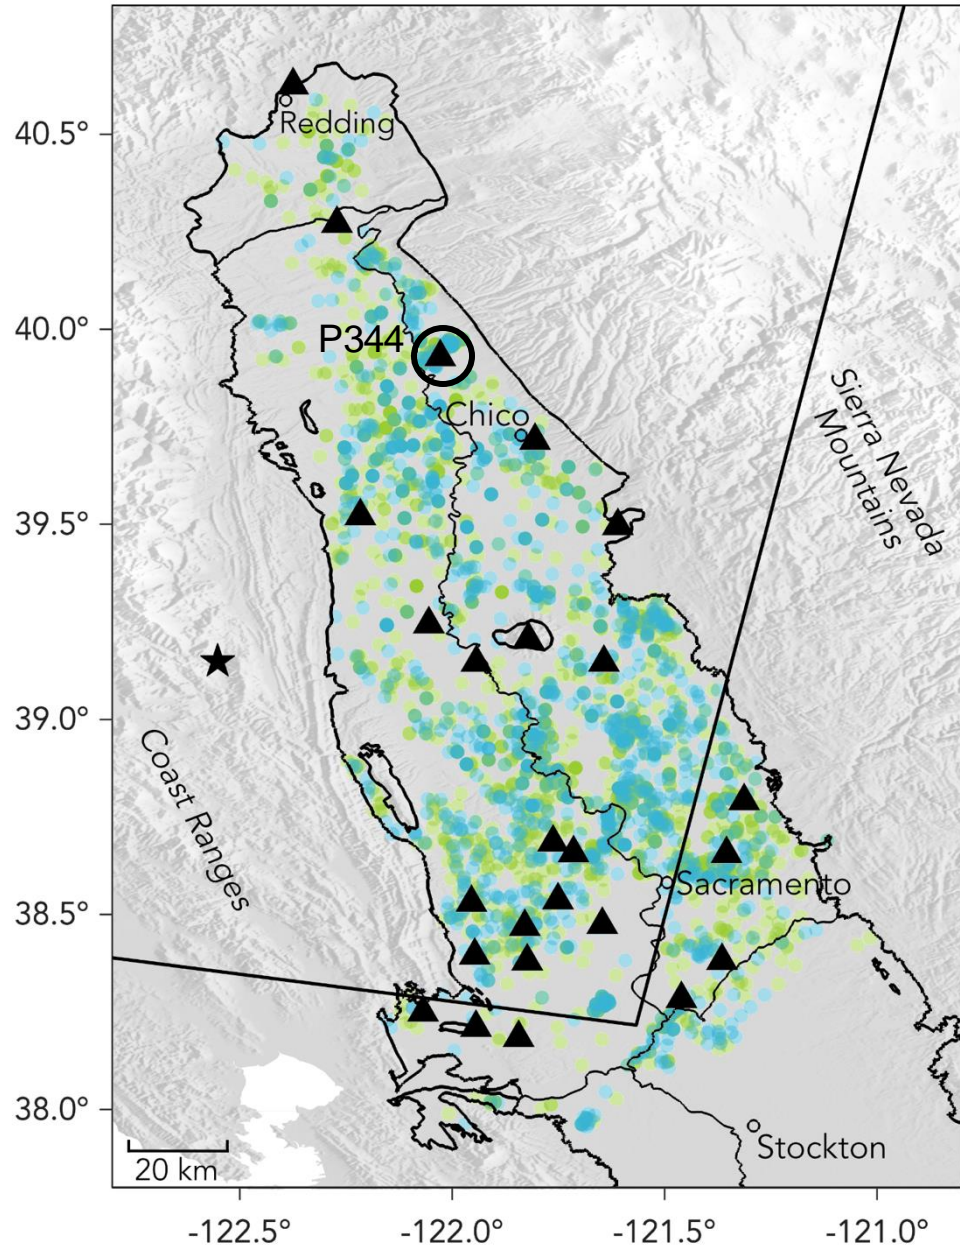 40.5°
Redding
40.0°
P344
Chico
Sierra Nevada
Mountains
39.5°
39.0°
Coast Ranges
Sacramento
38.5°
38.0°
Stockton
20 km
-122.5°
-122.0°
-121.5°
-121.0°